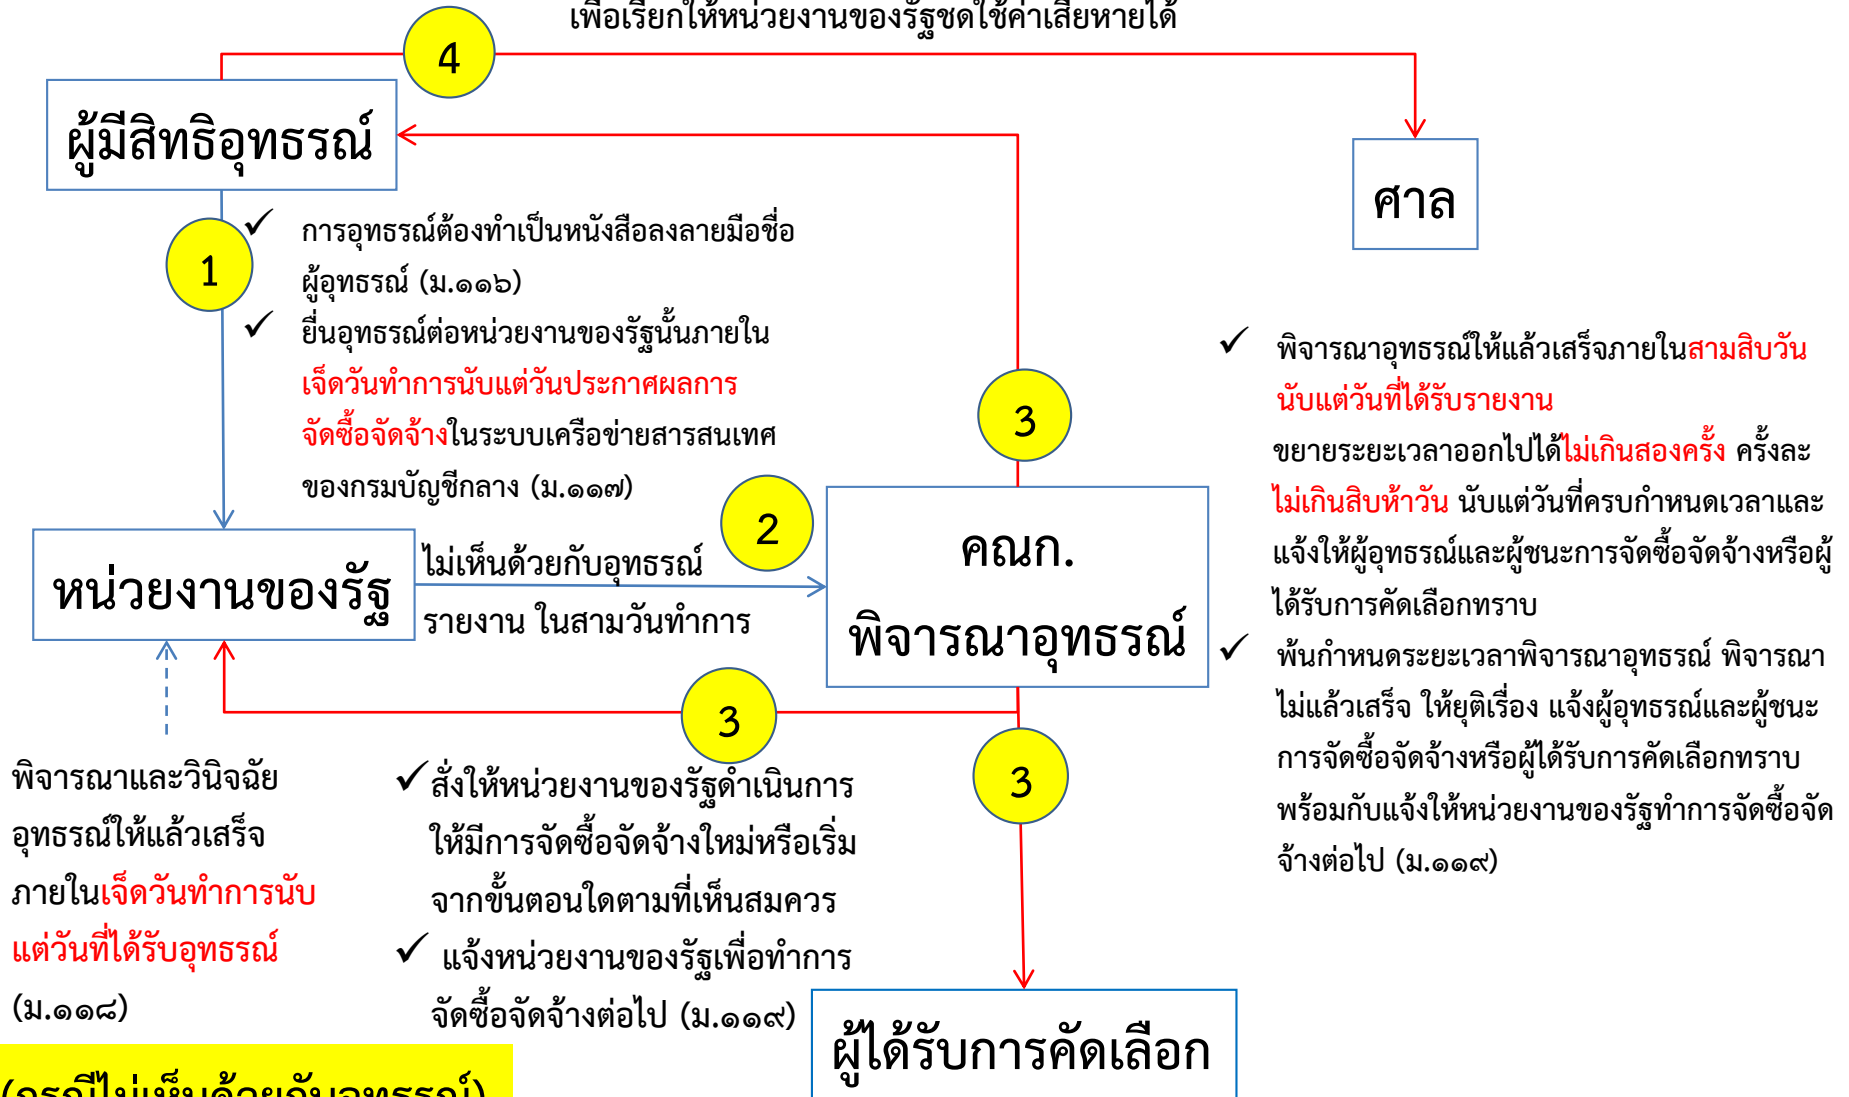 เพื่อเรียกให้หน่วยงานของรัฐชดใช้ค่าเสียหายได้
4
ผู้มีสิทธิอุทธรณ์
ศาล
1
✓ การอุทธรณ์ต้องทำเป็นหนังสือลงลายมือชื่อ
ผู้อุทธรณ์ (ม.๑๑๖)
✓ ยื่นอุทธรณ์ต่อหน่วยงานของรัฐนั้นภายใน
เจ็ดวันทำการนับแต่วันประกาศผลการ
จัดซื้อจัดจ้างในระบบเครือข่ายสารสนเทศ
ของกรมบัญชีกลาง (ม.๑๑๗)
3
✓ พิจารณาอุทธรณ์ให้แล้วเสร็จภายในสามสิบวัน
นับแต่วันที่ได้รับรายงาน
ขยายระยะเวลาออกไปได้ไม่เกินสองครั้ง ครั้งละ
ไม่เกินสิบห้าวัน นับแต่วันที่ครบกำหนดเวลาและ
แจ้งให้ผู้อุทธรณ์และผู้ชนะการจัดซื้อจัดจ้างหรือผู้
ได้รับการคัดเลือกทราบ
✓ พ้นกำหนดระยะเวลาพิจารณาอุทธรณ์ พิจารณา
ไม่แล้วเสร็จ ให้ยุติเรื่อง แจ้งผู้อุทธรณ์และผู้ชนะ
การจัดซื้อจัดจ้างหรือผู้ได้รับการคัดเลือกทราบ
พร้อมกับแจ้งให้หน่วยงานของรัฐทำการจัดซื้อจัด
จ้างต่อไป (ม.๑๑๙)
หน่วยงานของรัฐ
ไม่เห็นด้วยกับอุทธรณ์
รายงาน ในสามวันทำการ
2
คณก.
พิจารณาอุทธรณ์
3
3
พิจารณาและวินิจฉัย
อุทธรณ์ให้แล้วเสร็จ
ภายในเจ็ดวันทำการนับ
แต่วันที่ได้รับอุทธรณ์
(ม.๑๑๘)
✓ สั่งให้หน่วยงานของรัฐดำเนินการ
ให้มีการจัดซื้อจัดจ้างใหม่หรือเริ่ม
จากขั้นตอนใดตามที่เห็นสมควร
✓ แจ้งหน่วยงานของรัฐเพื่อทำการ
จัดซื้อจัดจ้างต่อไป (ม.๑๑๙)
ผู้ได้รับการคัดเลือก
(กรณีไม่เห็นด้วยกับอุทธรณ์)